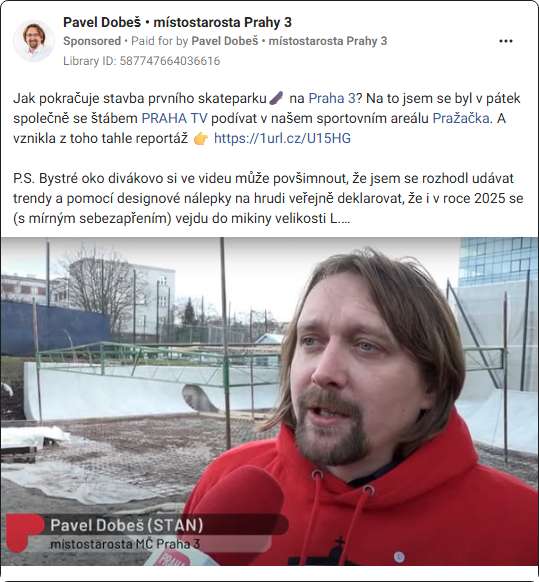 Pavel Dobeš • místostarosta Prahy 3
Sponsored • Paid for by Pavel Dobeš • místostarosta Prahy 3
Library ID: 587747664036616
Jak pokračuje stavba prvního skateparku🛹 na Praha 3? Na to jsem se byl v pátek
společně se štábem PRAHA TV podívat v našem sportovním areálu Pražačka. A
vznikla z toho tahle reportáž 👉 https://1url.cz/U15HG
P.S. Bystré oko divákovo si ve videu může povšimnout, že jsem se rozhodl udávat
trendy a pomocí designové nálepky na hrudi veřejně deklarovat, že i v roce 2025 se
(s mírným sebezapřením) vejdu do mikiny velikosti L....
Pavel Dobeš (STAN)
místostarosta MČ Praha 3
PRAHA